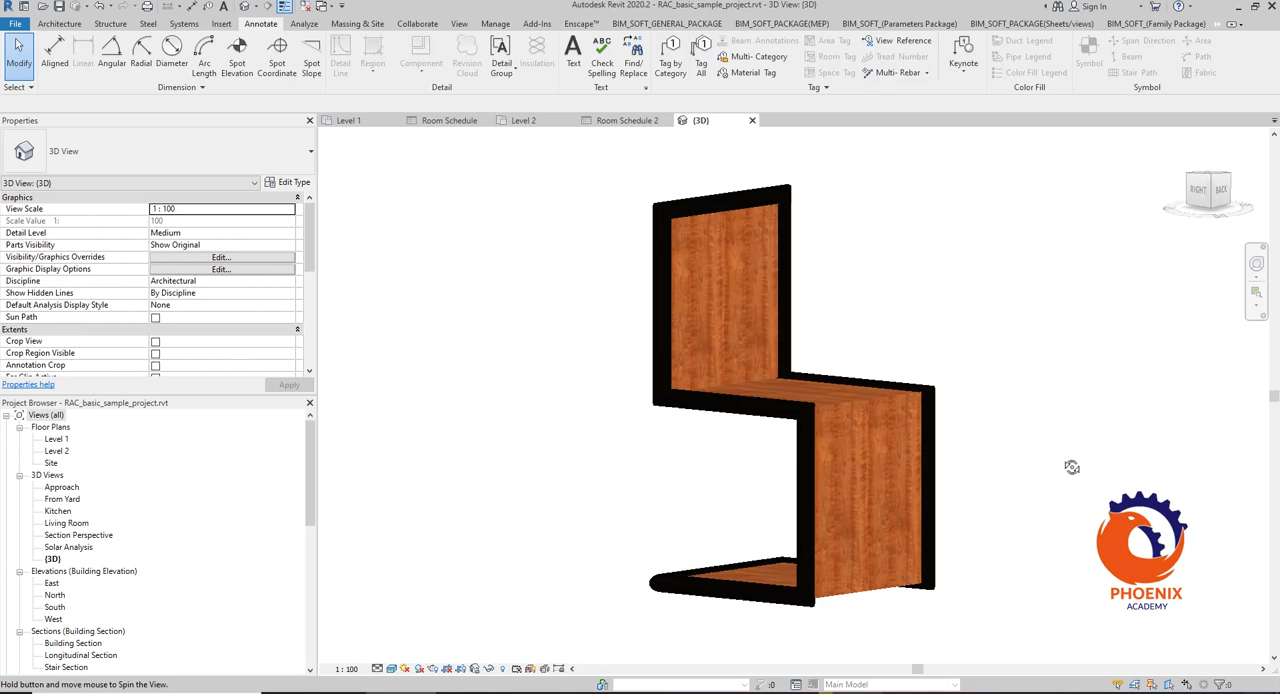 Autodesk Revit 2020.2 - RAC_basic_sample_project.rvt - 3D View: {3D}
Sign In
File Architecture Structure Steel Systems Insert Annotate Analyze Massing & Site Collaborate View Manage Add-Ins Enscape™ BIM_SOFT_GENERAL_PACKAGE BIM_SOFT_PACKAGE(MEP) BIM_SOFT_(Parameters Package) BIM_SOFT_PACKAGE(Sheets/views) BIM_SOFT_(Family Package)
Modify Aligned Linear Angular Radial Diameter Arc Length Spot Elevation Spot Coordinate Spot Slope Detail Line Region Component Revision Cloud Detail Group Insulation Text Check Spelling Find/ Replace Tag by Category Tag All
Beam Annotations Area Tag View Reference
Multi- Category Room Tag Tread Number
Material Tag Space Tag Multi- Rebar
Keynote
Duct Legend
Pipe Legend
Color Fill Legend
Symbol
Span Direction Area
Beam Path
Stair Path Fabric
Select Dimension Detail Text Tag Color Fill Symbol
Properties
Level 1 Room Schedule Level 2 Room Schedule 2 {3D}
3D View
3D View: {3D} Edit Type
Graphics
View Scale 1 : 100
Scale Value 1: 100
Detail Level Medium
Parts Visibility Show Original
Visibility/Graphics Overrides Edit...
Graphic Display Options Edit...
Discipline Architectural
Show Hidden Lines By Discipline
Default Analysis Display Style None
Sun Path
Extents
Crop View
Crop Region Visible
Annotation Crop
Properties help Apply
Project Browser - RAC_basic_sample_project.rvt
Views (all)
Floor Plans
Level 1
Level 2
Site
3D Views
Approach
From Yard
Kitchen
Living Room
Section Perspective
Solar Analysis
{3D}
Elevations (Building Elevation)
East
North
South
West
Sections (Building Section)
Building Section
Longitudinal Section
Stair Section
RIGHT BACK
PHOENIX
ACADEMY
1 : 100
Hold button and move mouse to Spin the View.
:0 Main Model :0